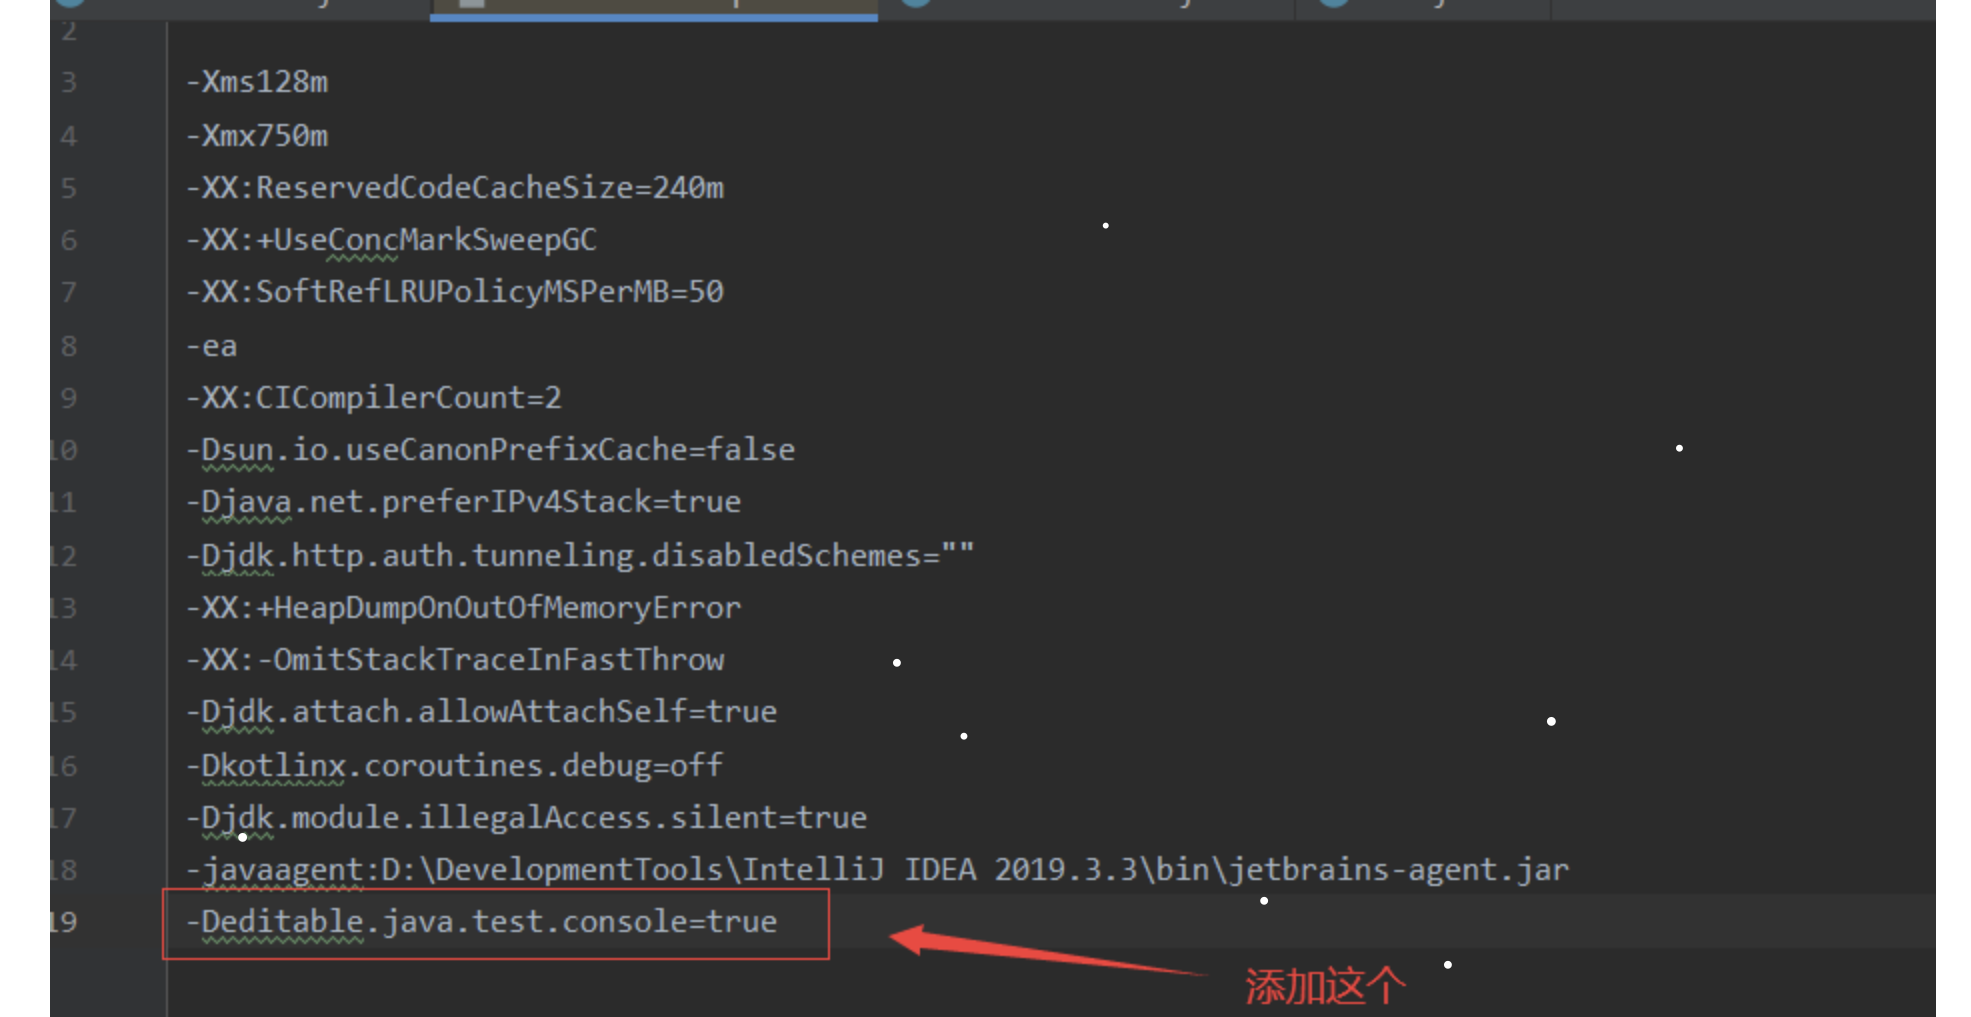 2
3 -Xms128m
4 -Xmx750m
5 -XX:ReservedCodeCacheSize=240m
6 -XX:+UseConcMarkSweepGC
7 -XX:SoftRefLRUPolicyMSPerMB=50
8 -ea
9 -XX:CICompilerCount=2
10 -Dsun.io.useCanonPrefixCache=false
11 -Djava.net.preferIPv4Stack=true
12 -Djdk.http.auth.tunneling.disabledSchemes=""
13 -XX:+HeapDumpOnOutOfMemoryError
14 -XX:-OmitStackTraceInFastThrow
15 -Djdk.attach.allowAttachSelf=true
16 -Dkotlinx.coroutines.debug=off
17 -Djdk.module.illegalAccess.silent=true
18 -javaagent:D:\DevelopmentTools\IntelliJ IDEA 2019.3.3\bin\jetbrains-agent.jar
19 -Deditable.java.test.console=true
添加这个